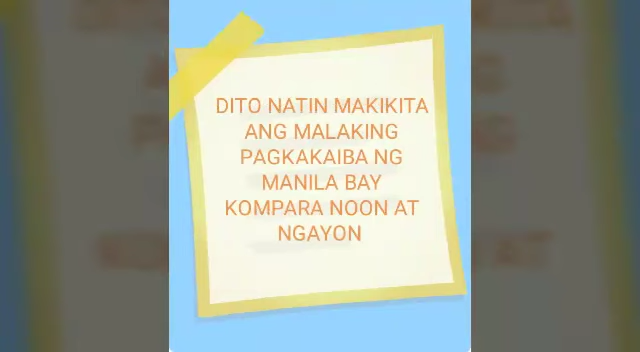 DITO NATIN MAKIKITA
ANG MALAKING
PAGKAKAIBA NG
MANILA BAY
KOMPARA NOON AT
NGAYON